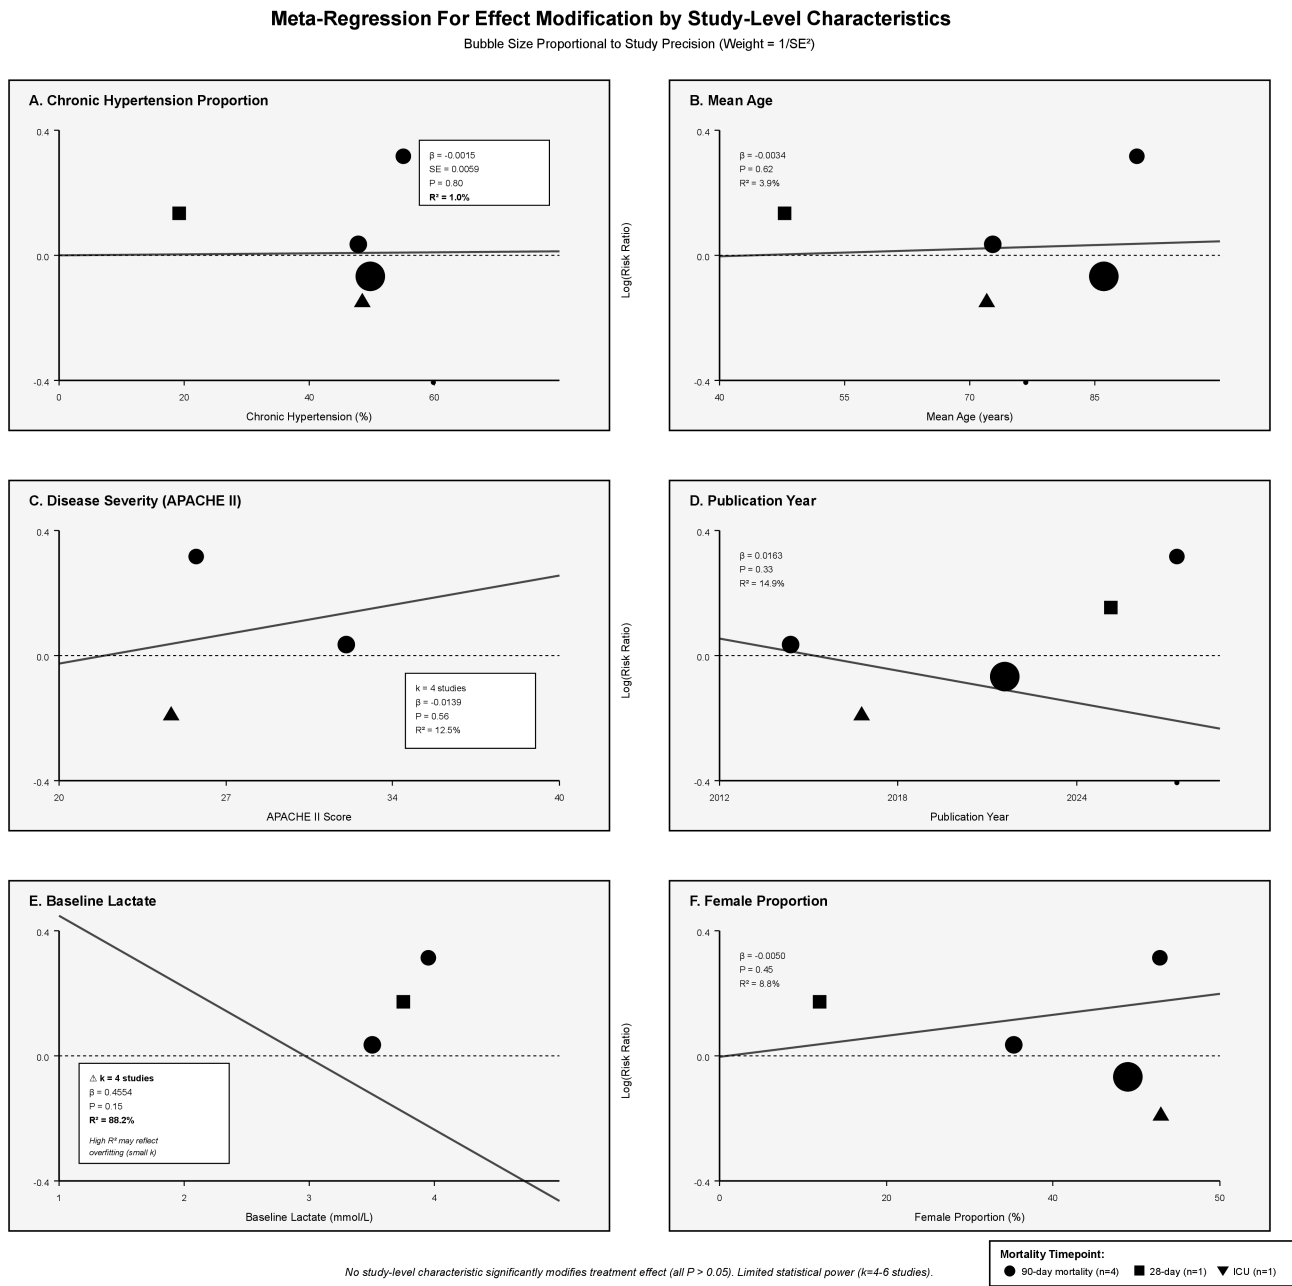 Meta-Regression For Effect Modification by Study-Level Characteristics
Bubble Size Proportional to Study Precision (Weight = 1/SE²)
A. Chronic Hypertension Proportion
0.4
β = -0.0015
SE = 0.0059
P = 0.80
R² = 1.0%
0.0
-0.4
0
20
40
60
Chronic Hypertension (%)
B. Mean Age
Log(Risk Ratio)
0.4
β = -0.0034
P = 0.62
R² = 3.9%
0.0
-0.4
40
55
70
85
Mean Age (years)
C. Disease Severity (APACHE II)
0.4
0.0
k = 4 studies
β = -0.0139
P = 0.56
R² = 12.5%
-0.4
20
27
34
40
APACHE II Score
D. Publication Year
Log(Risk Ratio)
0.4
β = 0.0163
P = 0.33
R² = 14.9%
0.0
-0.4
2012
2018
2024
Publication Year
E. Baseline Lactate
0.4
0.0
⚠ k = 4 studies
β = 0.4554
P = 0.15
R² = 88.2%
High R² may reflect
overfitting (small k)
-0.4
1
2
3
4
Baseline Lactate (mmol/L)
F. Female Proportion
Log(Risk Ratio)
0.4
β = -0.0050
P = 0.45
R² = 8.8%
0.0
-0.4
0
20
40
50
Female Proportion (%)
No study-level characteristic significantly modifies treatment effect (all P > 0.05). Limited statistical power (k=4-6 studies).
Mortality Timepoint:
90-day mortality (n=4) 28-day (n=1) ICU (n=1)